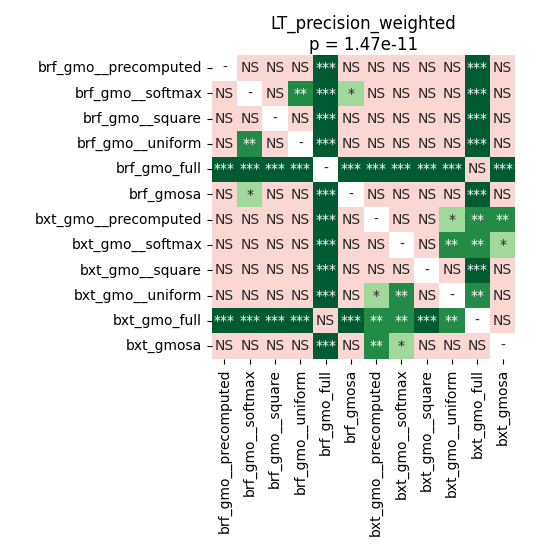 LT_precision_weighted
p = 1.47e-11
brf_gmo__precomputed - NS NS NS *** NS NS NS NS NS *** NS
brf_gmo__softmax NS - NS ** *** * NS NS NS NS *** NS
brf_gmo__square NS NS - NS *** NS NS NS NS NS *** NS
brf_gmo__uniform NS ** NS - *** NS NS NS NS NS *** NS
brf_gmo_full *** *** *** *** - *** *** *** *** *** NS ***
brf_gmosa NS * NS NS *** - NS NS NS NS *** NS
bxt_gmo__precomputed NS NS NS NS *** NS - NS NS * ** **
bxt_gmo__softmax NS NS NS NS *** NS NS - NS ** ** *
bxt_gmo__square NS NS NS NS *** NS NS NS - NS *** NS
bxt_gmo__uniform NS NS NS NS *** NS * ** NS - ** NS
bxt_gmo_full *** *** *** *** NS *** ** ** *** ** - NS
bxt_gmosa NS NS NS NS *** NS ** * NS NS NS -
brf_gmo__precomputed
brf_gmo__softmax
brf_gmo__square
brf_gmo__uniform
brf_gmo_full
brf_gmosa
bxt_gmo__precomputed
bxt_gmo__softmax
bxt_gmo__square
bxt_gmo__uniform
bxt_gmo_full
bxt_gmosa